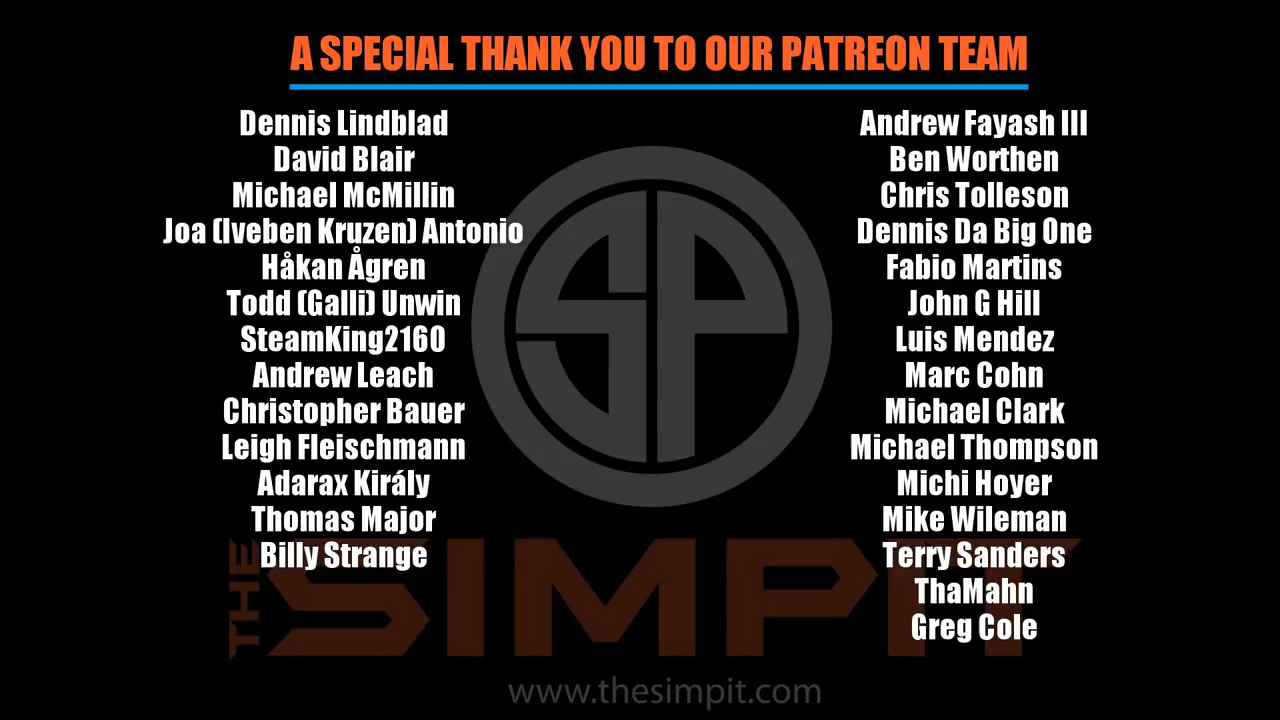 A SPECIAL THANK YOU TO OUR PATREON TEAM
Dennis Lindblad
David Blair
Michael McMillin
Joa (Iveben Kruzen) Antonio
Håkan Ågren
Todd (Galli) Unwin
SteamKing2160
Andrew Leach
Christopher Bauer
Leigh Fleischmann
Adarax Király
Thomas Major
Billy Strange
Andrew Fayash III
Ben Worthen
Chris Tolleson
Dennis Da Big One
Fabio Martins
John G Hill
Luis Mendez
Marc Cohn
Michael Clark
Michael Thompson
Michi Hoyer
Mike Wileman
Terry Sanders
ThaMahn
Greg Cole
SP
THE SIMPIT
www.thesimpit.com